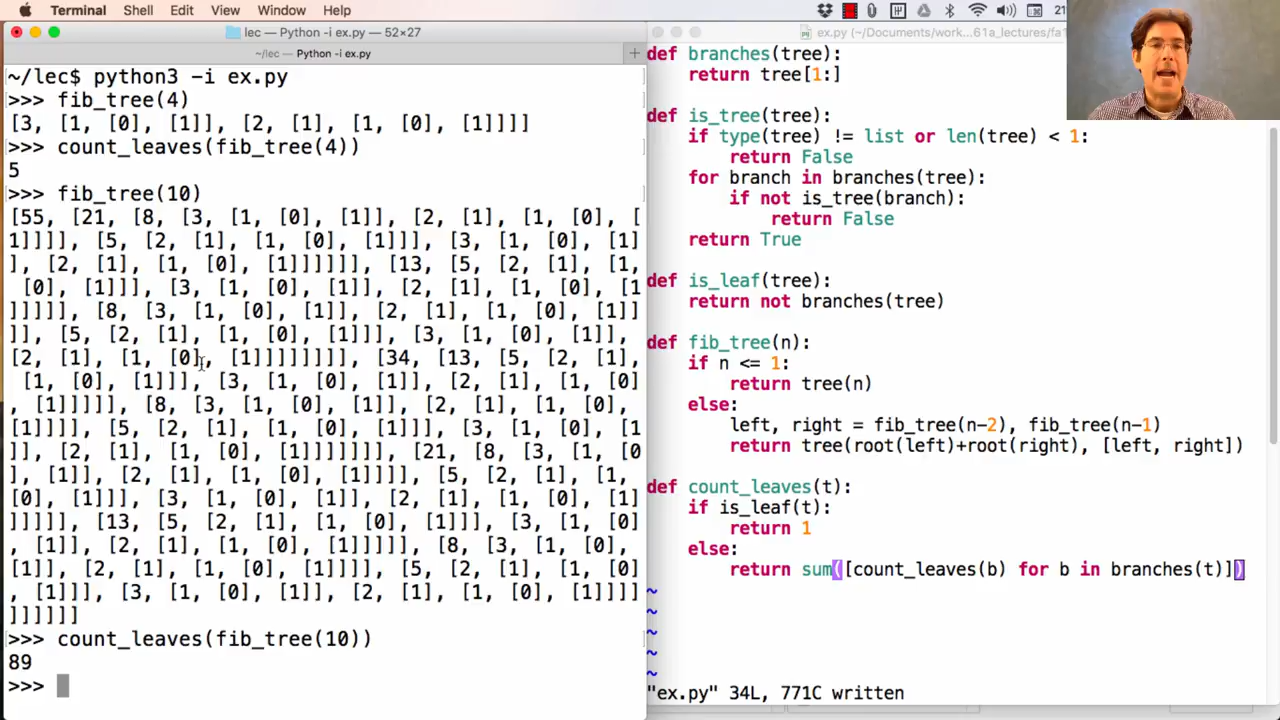 Terminal Shell Edit View Window Help
lec — Python -i ex.py — 52×27
~/lec — Python -i ex.py
~/lec$ python3 -i ex.py
>>> fib_tree(4)
[3, [1, [0], [1]], [2, [1], [1, [0], [1]]]]
>>> count_leaves(fib_tree(4))
5
>>> fib_tree(10)
[55, [21, [8, [3, [1, [0], [1]], [2, [1], [1, [0], [
1]]]], [5, [2, [1], [1, [0], [1]]], [3, [1, [0], [1]
], [2, [1], [1, [0], [1]]]]]], [13, [5, [2, [1], [1,
 [0], [1]]], [3, [1, [0], [1]], [2, [1], [1, [0], [1
]]]]], [8, [3, [1, [0], [1]], [2, [1], [1, [0], [1]]
]], [5, [2, [1], [1, [0], [1]]], [3, [1, [0], [1]],
[2, [1], [1, [0], [1]]]]]]]], [34, [13, [5, [2, [1],
 [1, [0], [1]]], [3, [1, [0], [1]], [2, [1], [1, [0]
, [1]]]]], [8, [3, [1, [0], [1]], [2, [1], [1, [0],
[1]]]], [5, [2, [1], [1, [0], [1]]], [3, [1, [0], [1
]], [2, [1], [1, [0], [1]]]]]]], [21, [8, [3, [1, [0
], [1]], [2, [1], [1, [0], [1]]]], [5, [2, [1], [1,
[0], [1]]], [3, [1, [0], [1]], [2, [1], [1, [0], [1]
]]]]], [13, [5, [2, [1], [1, [0], [1]]], [3, [1, [0]
, [1]], [2, [1], [1, [0], [1]]]]], [8, [3, [1, [0],
[1]], [2, [1], [1, [0], [1]]]], [5, [2, [1], [1, [0]
, [1]]], [3, [1, [0], [1]], [2, [1], [1, [0], [1]]]]
]]]]]]
>>> count_leaves(fib_tree(10))
89
>>>
ex.py (~/Documents/work
61a_lectures/fa1
def branches(tree):
    return tree[1:]
def is_tree(tree):
    if type(tree) != list or len(tree) < 1:
        return False
    for branch in branches(tree):
        if not is_tree(branch):
            return False
    return True
def is_leaf(tree):
    return not branches(tree)
def fib_tree(n):
    if n <= 1:
        return tree(n)
    else:
        left, right = fib_tree(n-2), fib_tree(n-1)
        return tree(root(left)+root(right), [left, right])
def count_leaves(t):
    if is_leaf(t):
        return 1
    else:
        return sum([count_leaves(b) for b in branches(t)])
~
~
~
~
~
"ex.py" 34L, 771C written